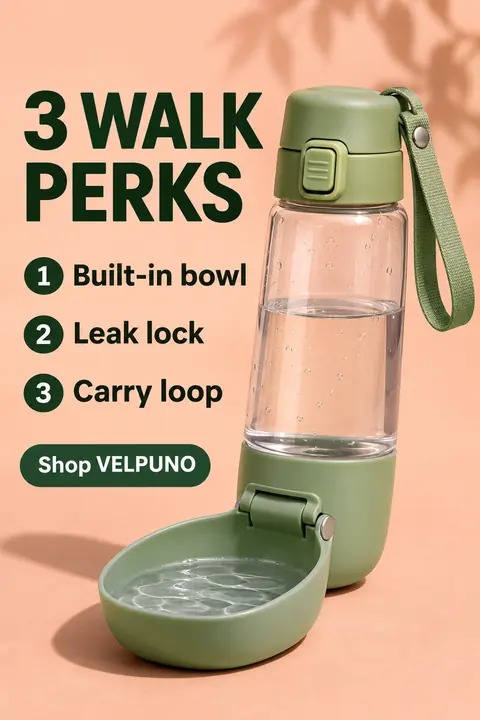 3 WALK
PERKS
1 Built-in bowl
2 Leak lock
3 Carry loop
Shop VELPUNO